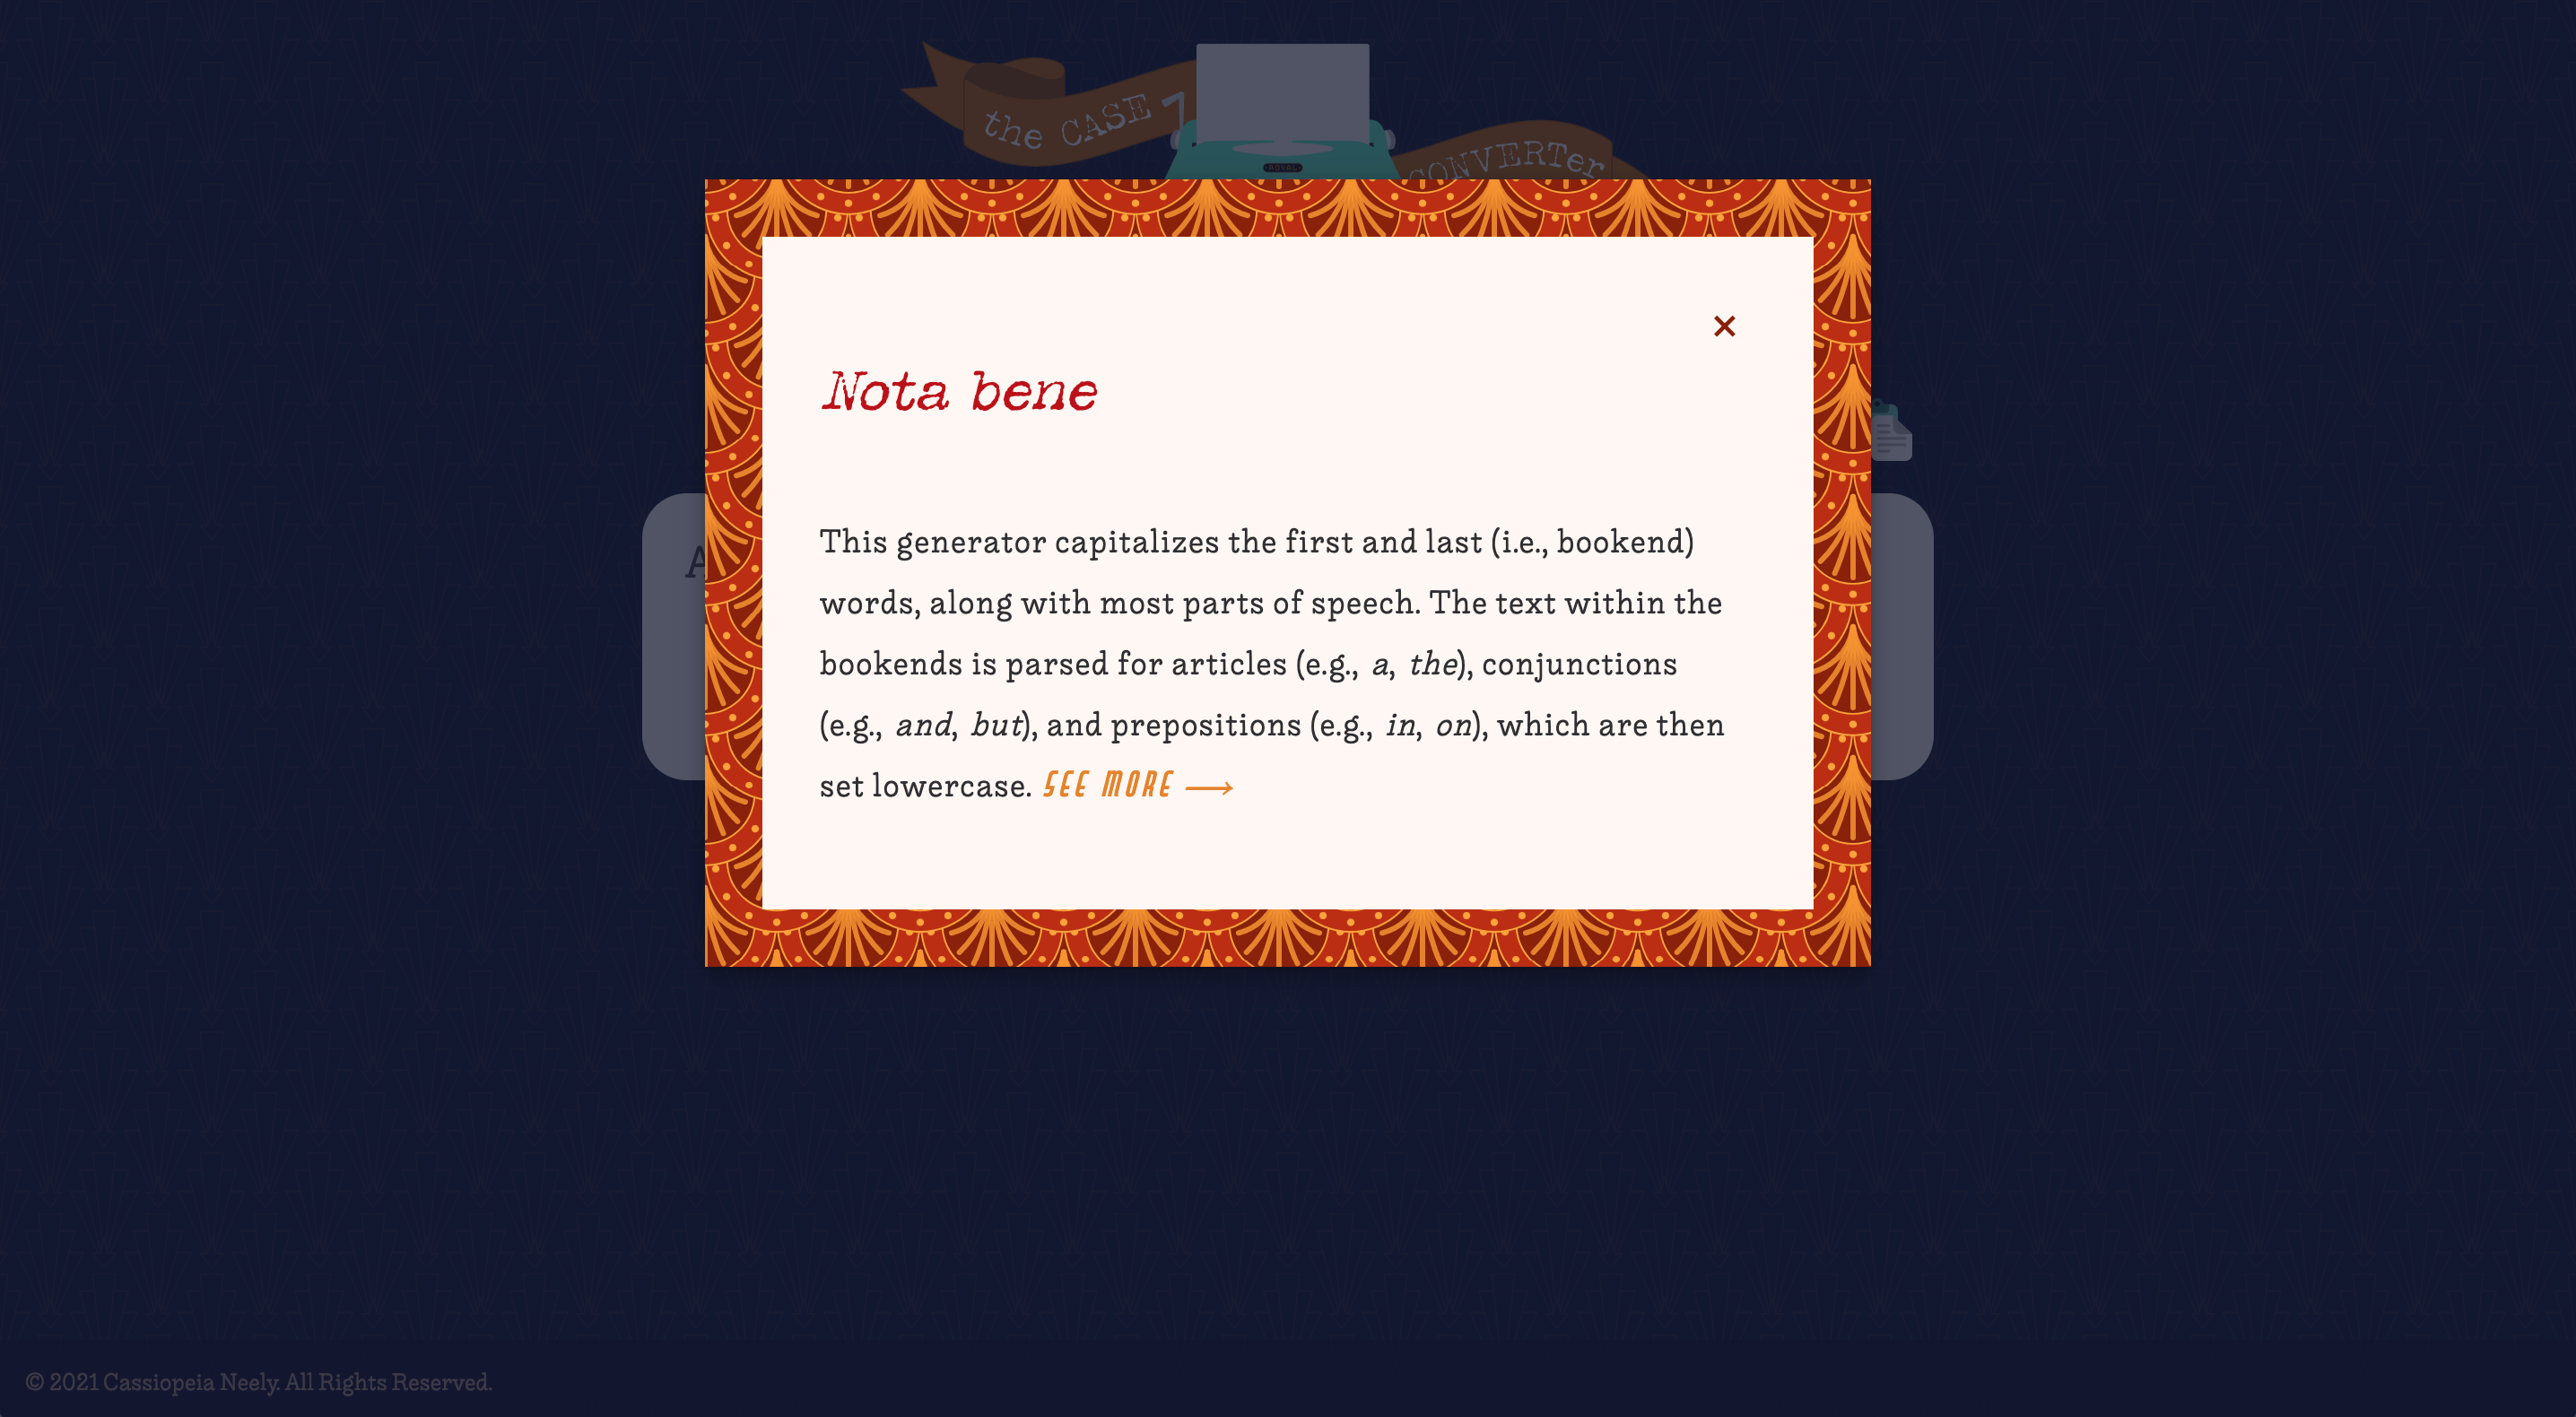 the CASE
CONVERTer
ROYAL
Nota bene
This generator capitalizes the first and last (i.e., bookend)
words, along with most parts of speech. The text within the
bookends is parsed for articles (e.g., a, the), conjunctions
(e.g., and, but), and prepositions (e.g., in, on), which are then
set lowercase. SEE MORE ⟶
© 2021 Cassiopeia Neely. All Rights Reserved.